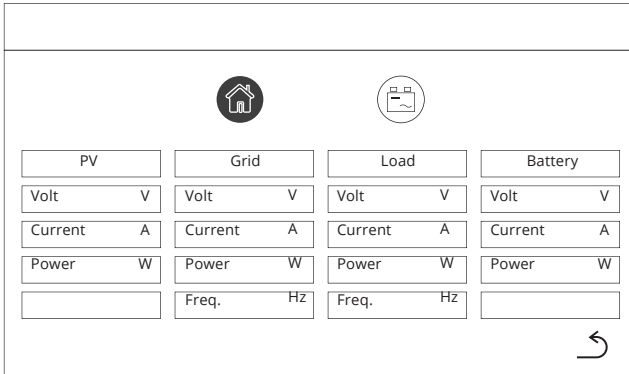 PV Grid Load Battery
Volt V Volt V Volt V Volt V
Current A Current A Current A Current A
Power W Power W Power W Power W
Freq. Hz Freq. Hz